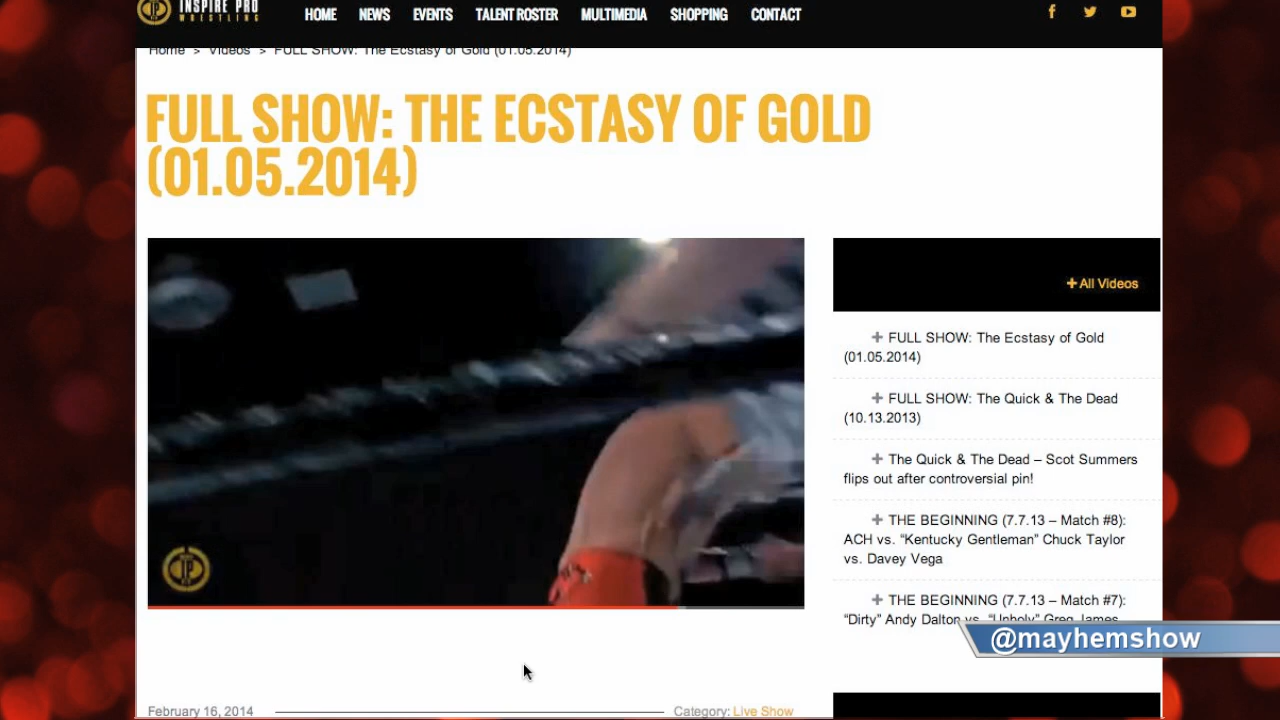 INSPIRE PRO
WRESTLING
HOME NEWS EVENTS TALENT ROSTER MULTIMEDIA SHOPPING CONTACT
Home > Videos > FULL SHOW: The Ecstasy of Gold (01.05.2014)
FULL SHOW: THE ECSTASY OF GOLD
(01.05.2014)
+ All Videos
+ FULL SHOW: The Ecstasy of Gold
(01.05.2014)
+ FULL SHOW: The Quick & The Dead
(10.13.2013)
+ The Quick & The Dead – Scot Summers
flips out after controversial pin!
+ THE BEGINNING (7.7.13 – Match #8):
ACH vs. “Kentucky Gentleman” Chuck Taylor
vs. Davey Vega
+ THE BEGINNING (7.7.13 – Match #7):
“Dirty” Andy Dalton vs. “Unholy” Greg James
@mayhemshow
February 16, 2014
Category: Live Show